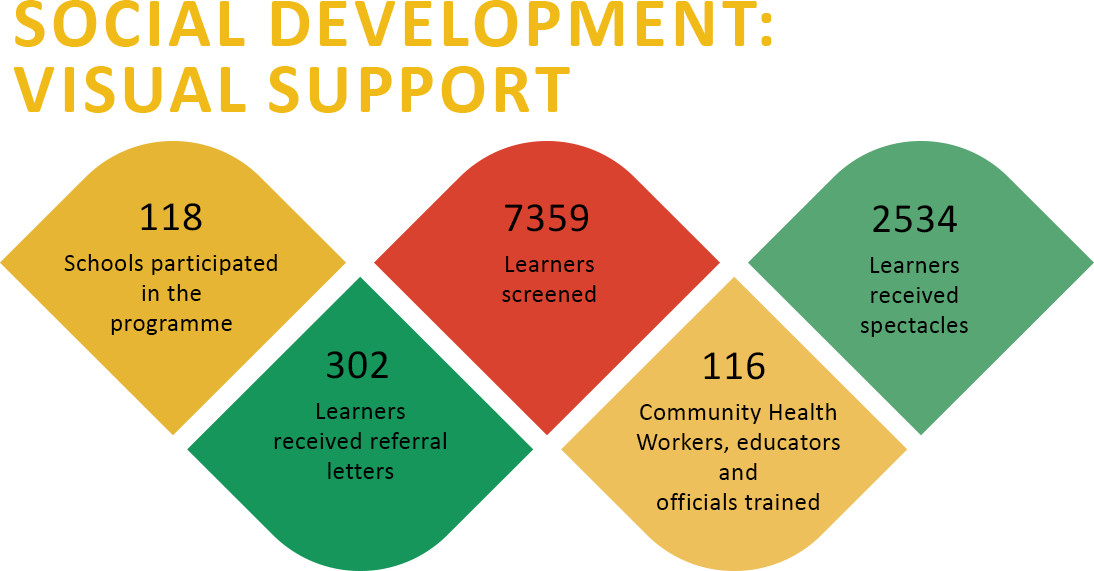 SOCIAL DEVELOPMENT:
VISUAL SUPPORT
118
Schools participated
in the
programme
302
Learners
received referral
letters
7359
Learners
screened
116
Community Health
Workers, educators
and
officials trained
2534
Learners
received
spectacles